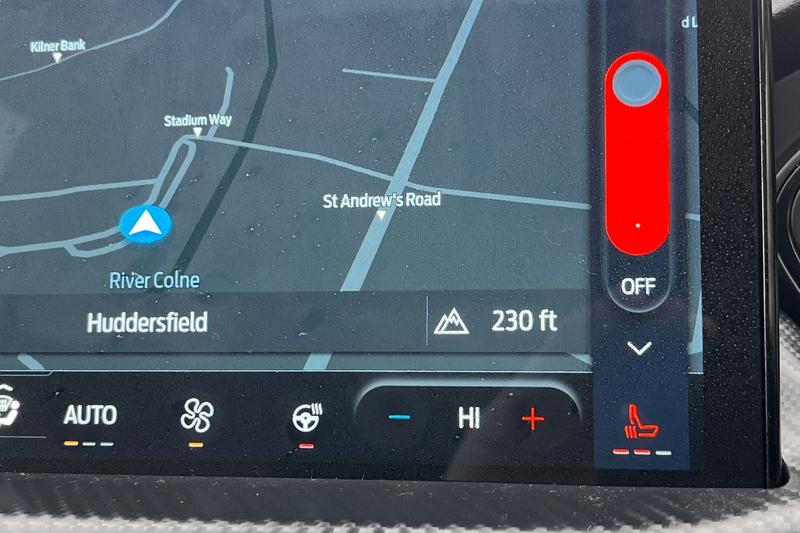 Kilner Bank
d L
Stadium Way
St Andrew's Road
River Colne
OFF
Huddersfield
230 ft
AUTO
HI